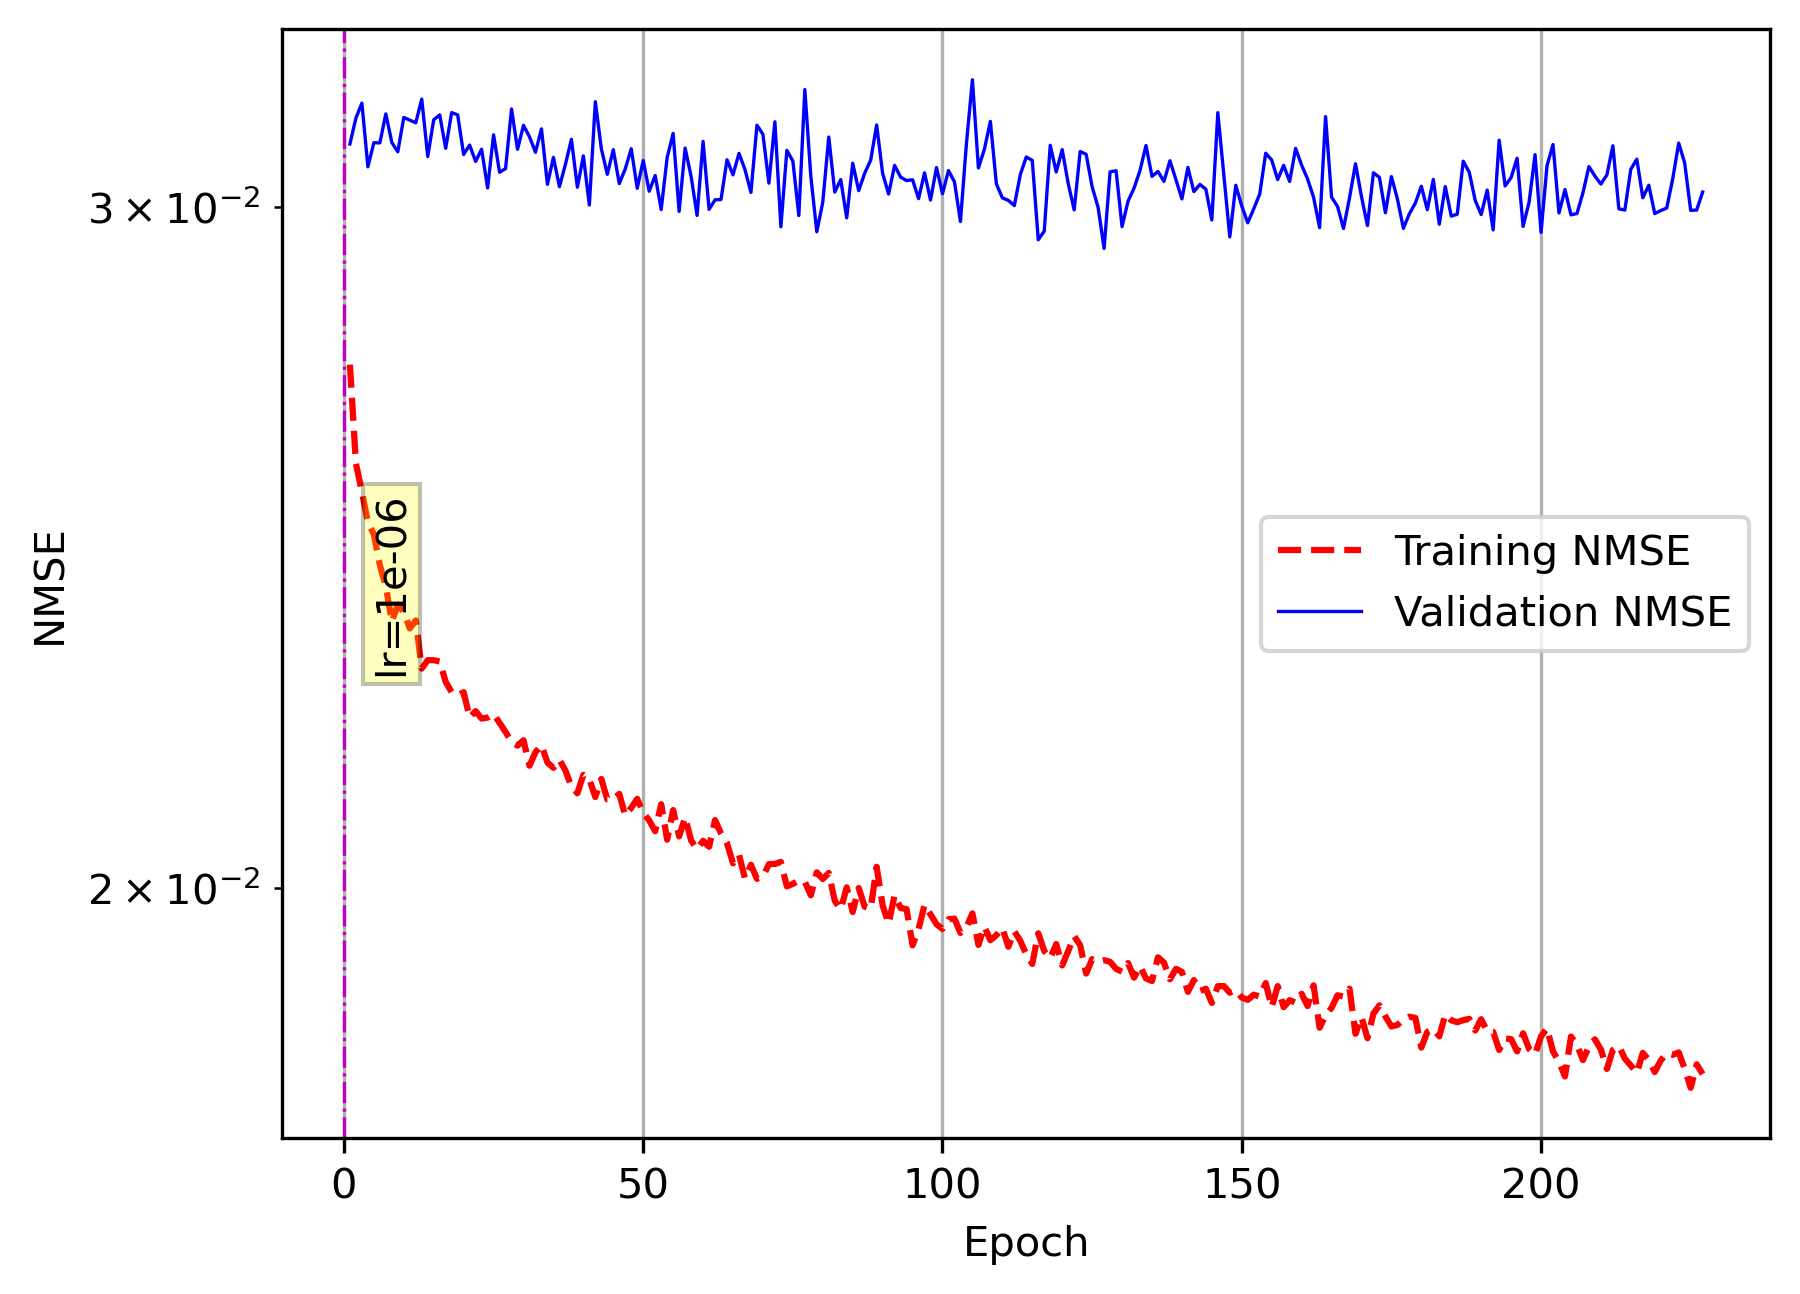 3 × 10⁻²
2 × 10⁻²
NMSE
lr=1e-06
Training NMSE
Validation NMSE
0 50 100 150 200
Epoch